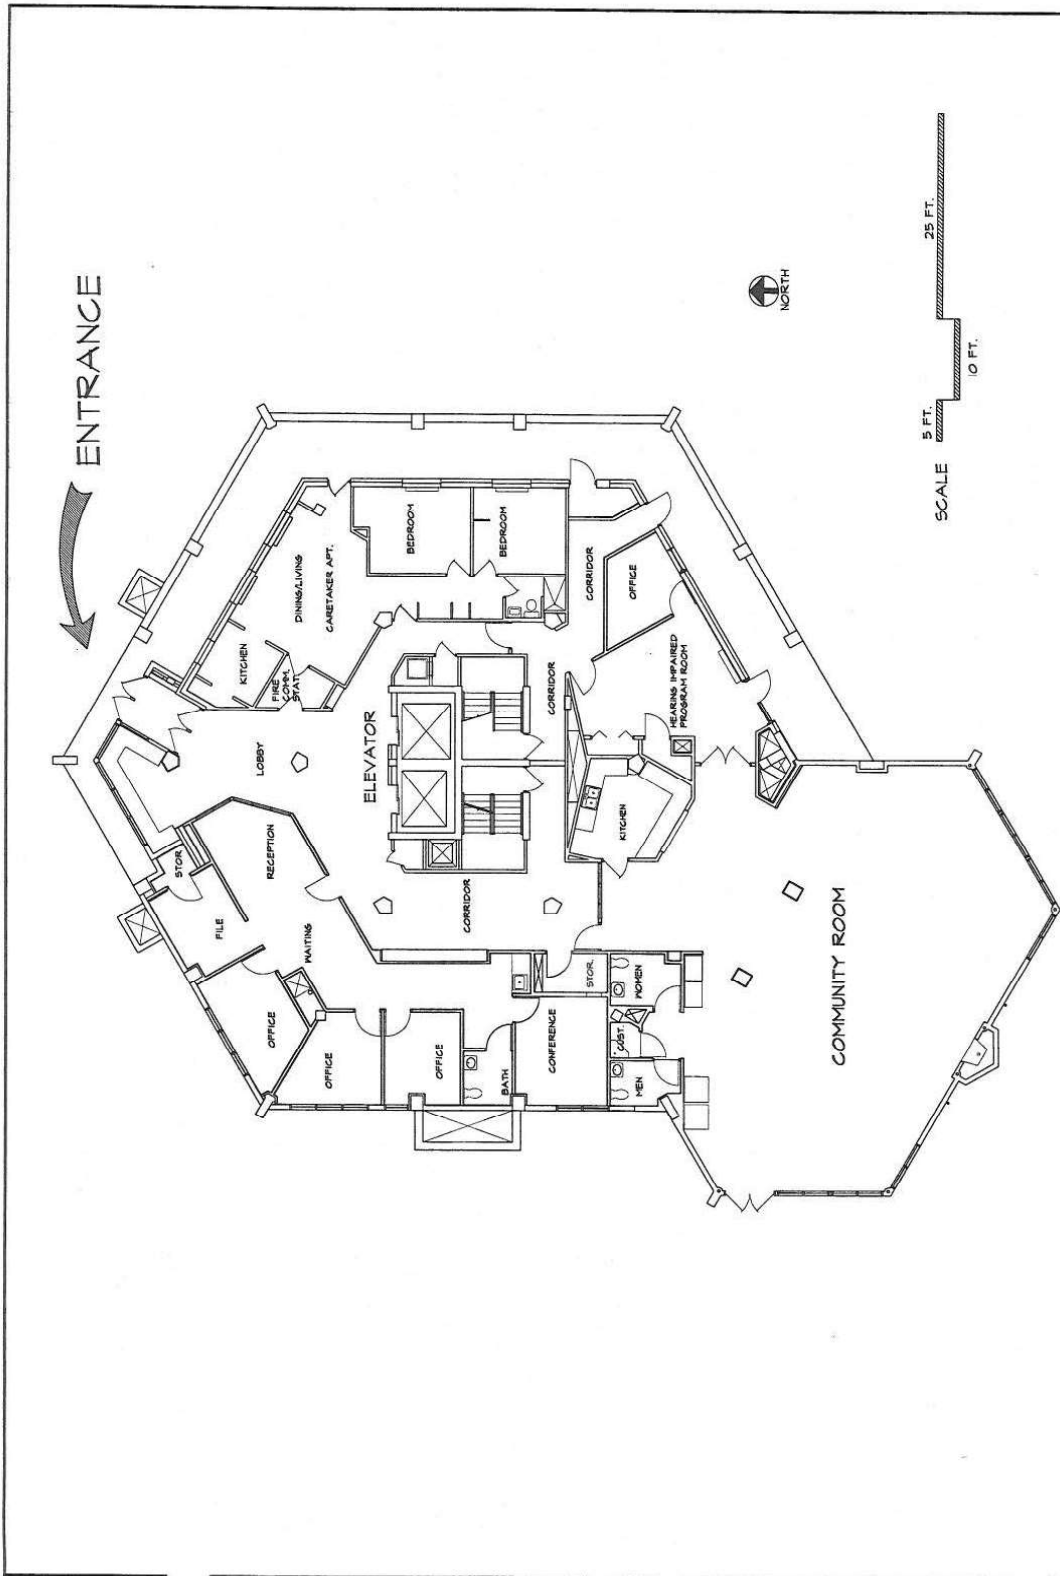 ENTRANCE
KITCHEN
FIRE
COMM.
STAT.
DINING/LIVING
CARETAKER APT.
BEDROOM
BEDROOM
CORRIDOR
OFFICE
HEARING IMPAIRED
PROGRAM ROOM
CORRIDOR
LOBBY
ELEVATOR
STOR
RECEPTION
FILE
WAITING
CORRIDOR
KITCHEN
OFFICE
OFFICE
OFFICE
BATH
CONFERENCE
STOR.
WOMEN
CUST.
MEN
COMMUNITY ROOM
NORTH
SCALE
5 FT.
10 FT.
25 FT.